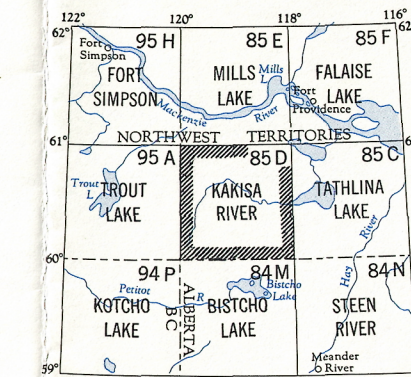 122° 120° 118° 116°
62° 62°
95 H 85 E 85 F
Fort
Simpson
FORT
SIMPSON
MILLS
LAKE
Mills
L
FALAISE
LAKE
Fort
Providence
Mackenzie River
NORTHWEST TERRITORIES
61°
95 A 85 D 85 C
Trout
L
TROUT
LAKE
KAKISA
RIVER
TATHLINA
LAKE
Hay River
60°
94 P 84 M 84 N
Petitot R
KOTCHO
LAKE
ALBERTA
B C
BISTCHO
LAKE
Bistcho
Lake
STEEN
RIVER
Meander
River
59°